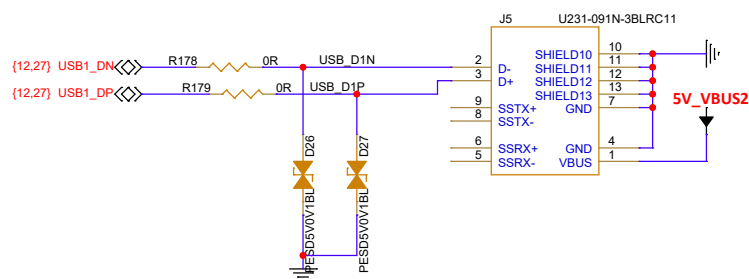 J5 U231-091N-3BLRC11
{12,27} USB1_DN R178 0R USB_D1N 2 D- SHIELD10 10
SHIELD11 11
{12,27} USB1_DP R179 0R USB_D1P 3 D+ SHIELD12 12
SHIELD13 13
9 SSTX+ GND 7
8 SSTX-
5V_VBUS2
6 SSRX+ GND 4
5 SSRX- VBUS 1
D26 D27
PESD5V0V1BL PESD5V0V1BL